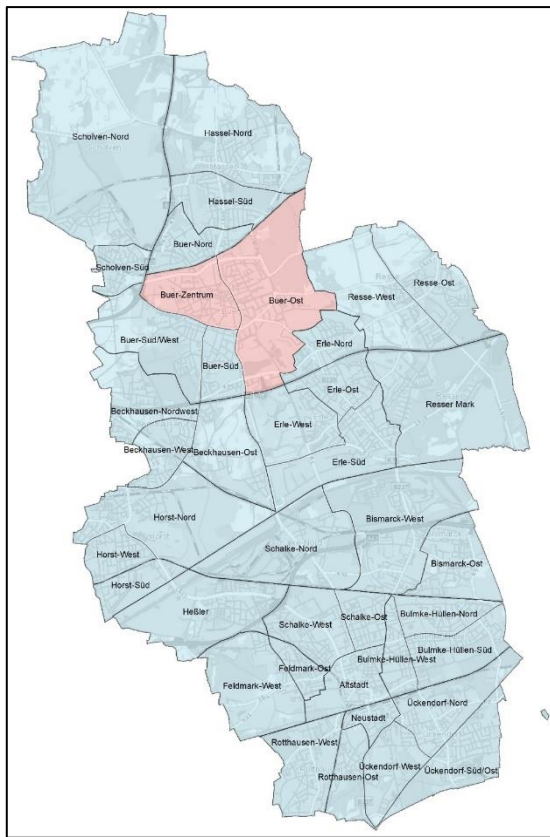 Scholven-Nord
Hassel-Nord
Hassel-Süd
Buer-Nord
Scholven-Süd
Buer-Zentrum
Buer-Ost
Resse-West
Resse-Ost
Buer-Süd/West
Buer-Süd
Erle-Nord
Erle-Ost
Resser Mark
Beckhausen-Nordwest
Erle-West
Beckhausen-West
Beckhausen-Ost
Erle-Süd
Horst-Nord
Bismarck-West
Horst-West
Schalke-Nord
Bismarck-Ost
Horst-Süd
Heßler
Schalke-West
Schalke-Ost
Bulmke-Hüllen-Nord
Bulmke-Hüllen-Süd
Bulmke-Hüllen-West
Feldmark-Ost
Feldmark-West
Altstadt
Ückendorf-Nord
Neustadt
Rotthausen-West
Ückendorf-West
Ückendorf-Süd/Ost
Rotthausen-Ost